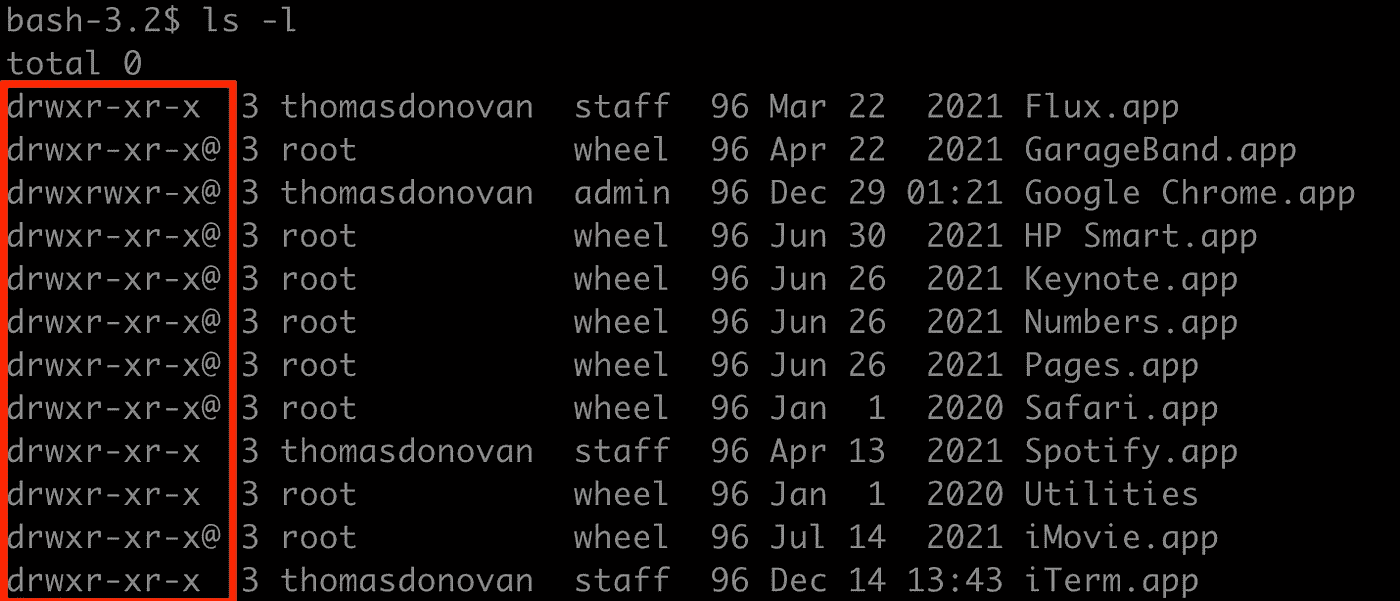 bash-3.2$ ls -l
total 0
drwxr-xr-x  3 thomasdonovan  staff  96 Mar 22  2021 Flux.app
drwxr-xr-x@ 3 root           wheel  96 Apr 22  2021 GarageBand.app
drwxrwxr-x@ 3 thomasdonovan  admin  96 Dec 29 01:21 Google Chrome.app
drwxr-xr-x@ 3 root           wheel  96 Jun 30  2021 HP Smart.app
drwxr-xr-x@ 3 root           wheel  96 Jun 26  2021 Keynote.app
drwxr-xr-x@ 3 root           wheel  96 Jun 26  2021 Numbers.app
drwxr-xr-x@ 3 root           wheel  96 Jun 26  2021 Pages.app
drwxr-xr-x@ 3 root           wheel  96 Jan  1  2020 Safari.app
drwxr-xr-x  3 thomasdonovan  staff  96 Apr 13  2021 Spotify.app
drwxr-xr-x  3 root           wheel  96 Jan  1  2020 Utilities
drwxr-xr-x@ 3 root           wheel  96 Jul 14  2021 iMovie.app
drwxr-xr-x  3 thomasdonovan  staff  96 Dec 14 13:43 iTerm.app